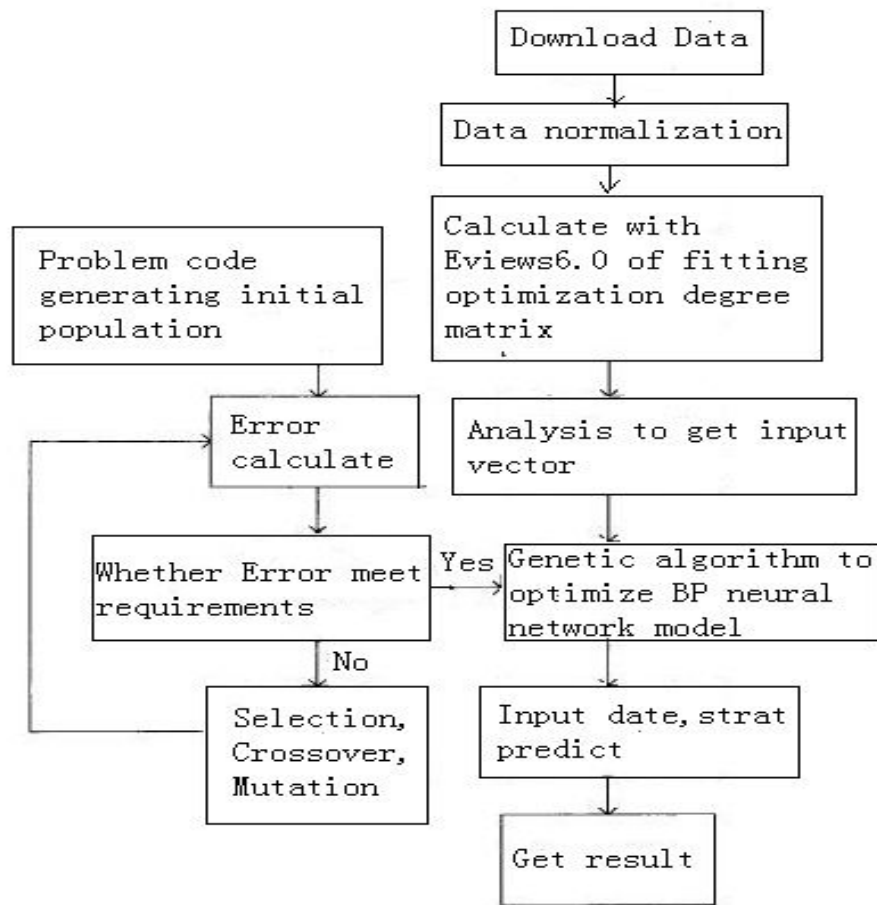 Download Data
Data normalization
Calculate with
Eviews6.0 of fitting
optimization degree
matrix
Problem code
generating initial
population
Error
calculate
Analysis to get input
vector
Whether Error meet
requirements
Yes
Genetic algorithm to
optimize BP neural
network model
No
Selection,
Crossover,
Mutation
Input date,strat
predict
Get result